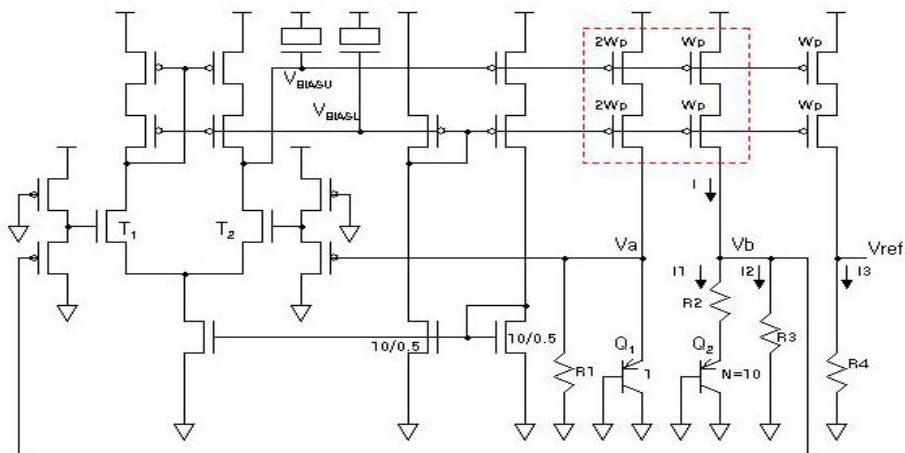 2Wp
Wp
Wp
VBIASU
2Wp
Wp
Wp
VBIASL
I
T1
T2
Va
Vb
Vref
I1
I2
I3
R2
10/0.5
10/0.5
R1
Q1
1
Q2
N=10
R3
R4